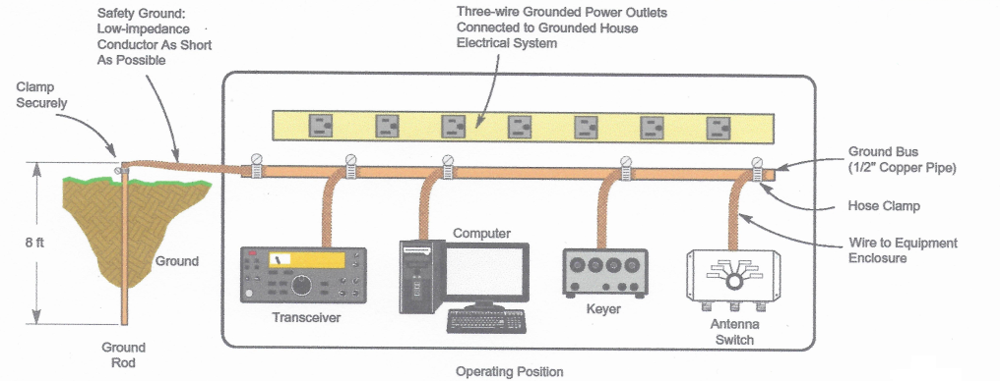 Safety Ground:
Low-Impedance
Conductor As Short
As Possible
Three-wire Grounded Power Outlets
Connected to Grounded House
Electrical System
Clamp
Securely
Ground Bus
(1/2" Copper Pipe)
Hose Clamp
Wire to Equipment
Enclosure
8 ft
Ground
Computer
Transceiver
Keyer
Antenna
Switch
Ground
Rod
Operating Position